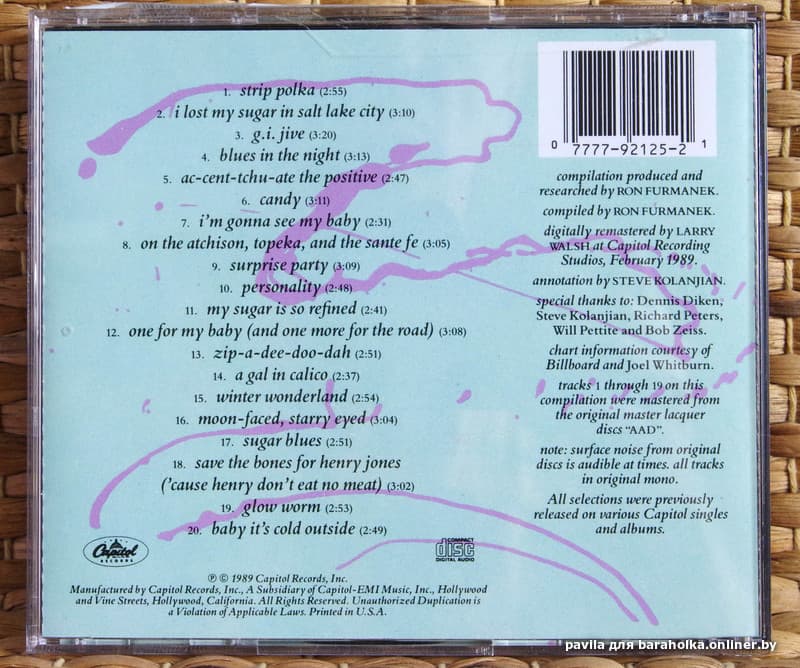 1. strip polka (2:55)
2. i lost my sugar in salt lake city (3:10)
3. g.i. jive (3:20)
4. blues in the night (3:13)
5. ac-cent-tchu-ate the positive (2:47)
6. candy (3:11)
7. i'm gonna see my baby (2:31)
8. on the atchison, topeka, and the sante fe (3:05)
9. surprise party (3:09)
10. personality (2:48)
11. my sugar is so refined (2:41)
12. one for my baby (and one more for the road) (3:08)
13. zip-a-dee-doo-dah (2:51)
14. a gal in calico (2:37)
15. winter wonderland (2:54)
16. moon-faced, starry eyed (3:04)
17. sugar blues (2:51)
18. save the bones for henry jones
('cause henry don't eat no meat) (3:02)
19. glow worm (2:53)
20. baby it's cold outside (2:49)
0 7777-92125-2 1
compilation produced and
researched by RON FURMANEK.
compiled by RON FURMANEK.
digitally remastered by LARRY
WALSH at Capitol Recording
Studios, February 1989.
annotation by STEVE KOLANJIAN.
special thanks to: Dennis Diken,
Steve Kolanjian, Richard Peters,
Will Pettite and Bob Zeiss.
chart information courtesy of
Billboard and Joel Whitburn.
tracks 1 through 19 on this
compilation were mastered from
the original master lacquer
discs "AAD".
note: surface noise from original
discs is audible at times. all tracks
in original mono.
All selections were previously
released on various Capitol singles
and albums.
Capitol
RECORDS
COMPACT
disc
DIGITAL AUDIO
℗ © 1989 Capitol Records, Inc.
Manufactured by Capitol Records, Inc., A Subsidiary of Capitol-EMI Music, Inc., Hollywood
and Vine Streets, Hollywood, California. All Rights Reserved. Unauthorized Duplication is
a Violation of Applicable Laws. Printed in U.S.A.
pavila для baraholka.onliner.by